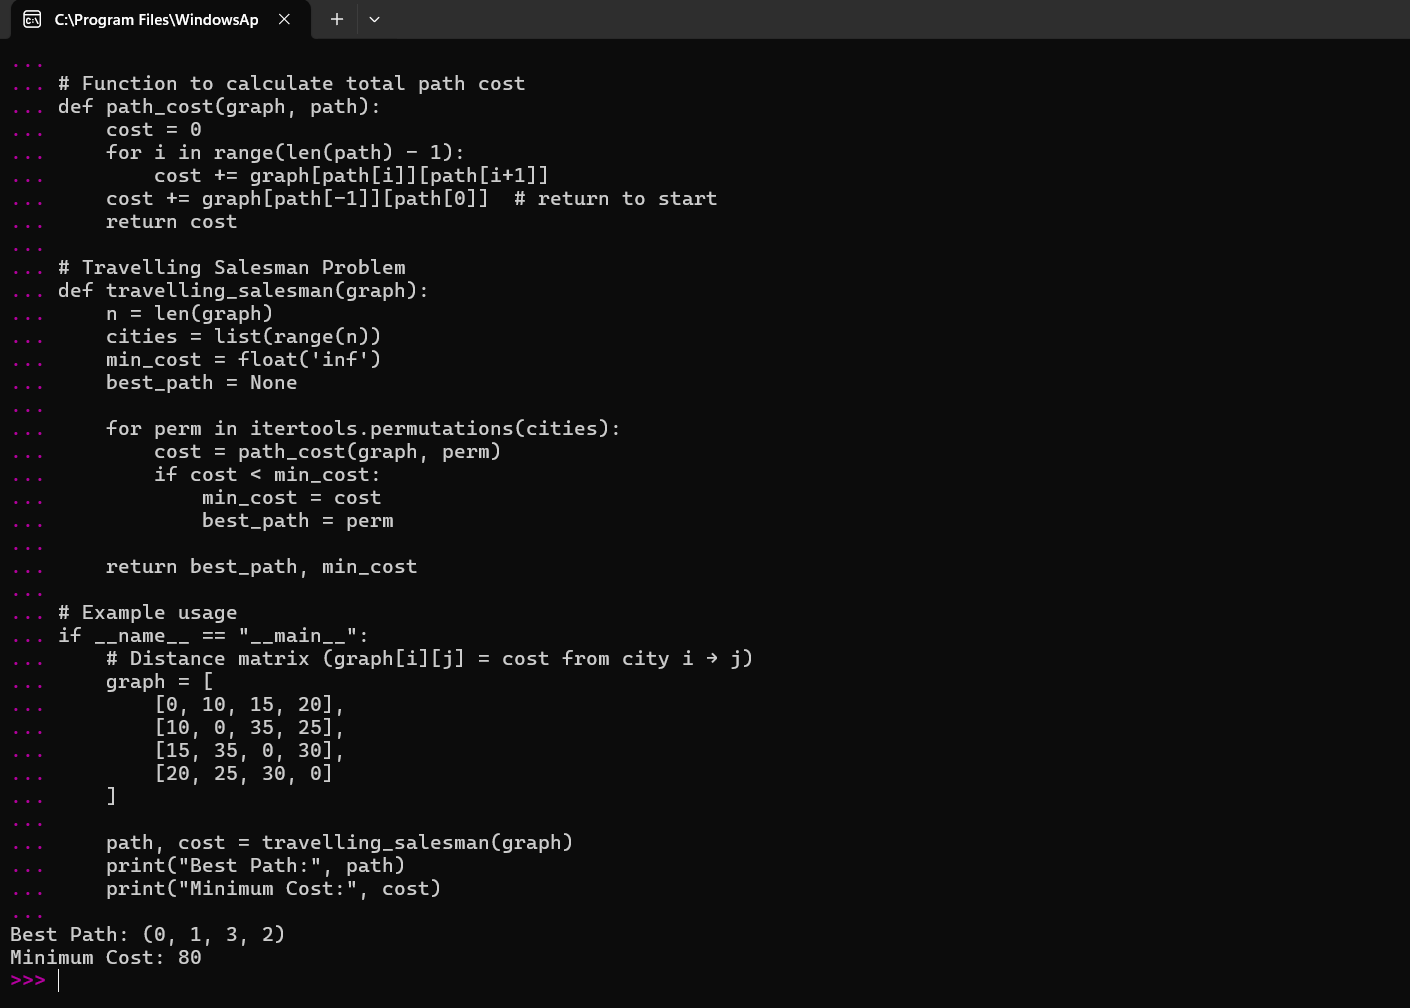 C:\Program Files\WindowsAp
...
... # Function to calculate total path cost
... def path_cost(graph, path):
...     cost = 0
...     for i in range(len(path) - 1):
...         cost += graph[path[i]][path[i+1]]
...     cost += graph[path[-1]][path[0]]  # return to start
...     return cost
...
... # Travelling Salesman Problem
... def travelling_salesman(graph):
...     n = len(graph)
...     cities = list(range(n))
...     min_cost = float('inf')
...     best_path = None
...
...     for perm in itertools.permutations(cities):
...         cost = path_cost(graph, perm)
...         if cost < min_cost:
...             min_cost = cost
...             best_path = perm
...
...     return best_path, min_cost
...
... # Example usage
... if __name__ == "__main__":
...     # Distance matrix (graph[i][j] = cost from city i → j)
...     graph = [
...         [0, 10, 15, 20],
...         [10, 0, 35, 25],
...         [15, 35, 0, 30],
...         [20, 25, 30, 0]
...     ]
...
...     path, cost = travelling_salesman(graph)
...     print("Best Path:", path)
...     print("Minimum Cost:", cost)
...
Best Path: (0, 1, 3, 2)
Minimum Cost: 80
>>>